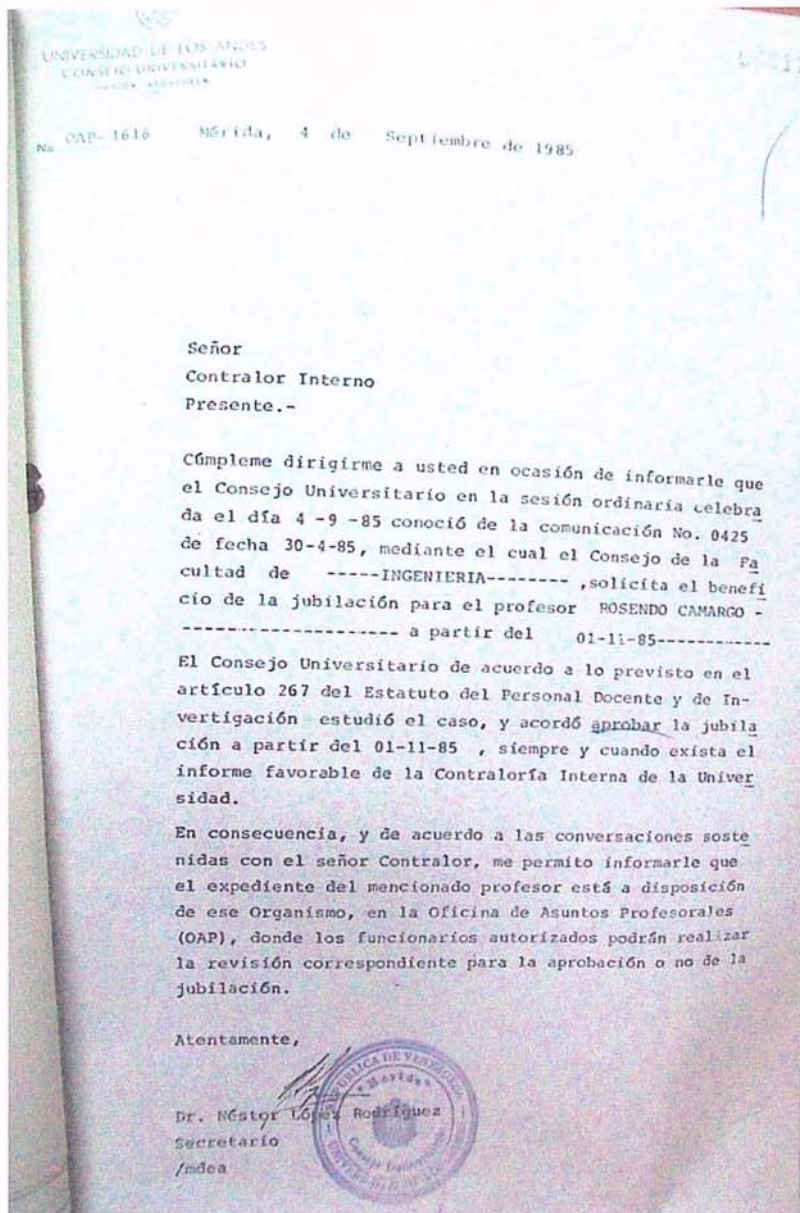 UNIVERSIDAD DE LOS ANDES
CONSEJO UNIVERSITARIO
MERIDA VENEZUELA
No. OAP-1616 Mérida, 4 de Septiembre de 1985
Señor
Contralor Interno
Presente.-
Cúmpleme dirigirme a usted en ocasión de informarle que
el Consejo Universitario en la sesión ordinaria celebra
da el día 4 -9 -85 conoció de la comunicación No. 0425
de fecha 30-4-85, mediante el cual el Consejo de la Fa
cultad de -----INGENIERIA-------- ,solicita el benefi
cio de la jubilación para el profesor ROSENDO CAMARGO -
--------------------- a partir del 01-11-85------------
El Consejo Universitario de acuerdo a lo previsto en el
artículo 267 del Estatuto del Personal Docente y de In-
vertigación estudió el caso, y acordó aprobar la jubila
ción a partir del 01-11-85 , siempre y cuando exista el
informe favorable de la Contraloría Interna de la Univer
sidad.
En consecuencia, y de acuerdo a las conversaciones soste
nidas con el señor Contralor, me permito informarle que
el expediente del mencionado profesor está a disposición
de ese Organismo, en la Oficina de Asuntos Profesorales
(OAP), donde los funcionarios autorizados podrán realizar
la revisión correspondiente para la aprobación o no de la
jubilación.
Atentamente,
Dr. Néstor López Rodríguez
Secretario
/mdea
REPUBLICA DE VENEZUELA
Mérida
Consejo Universitario